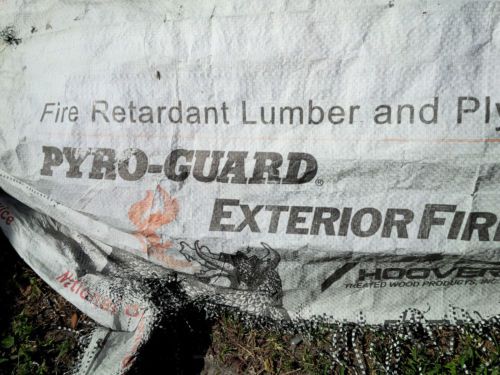 Fire Retardant Lumber and Ply
PYRO-GUARD®
EXTERIOR FIR
HOOVER
TREATED WOOD PRODUCTS, INC.